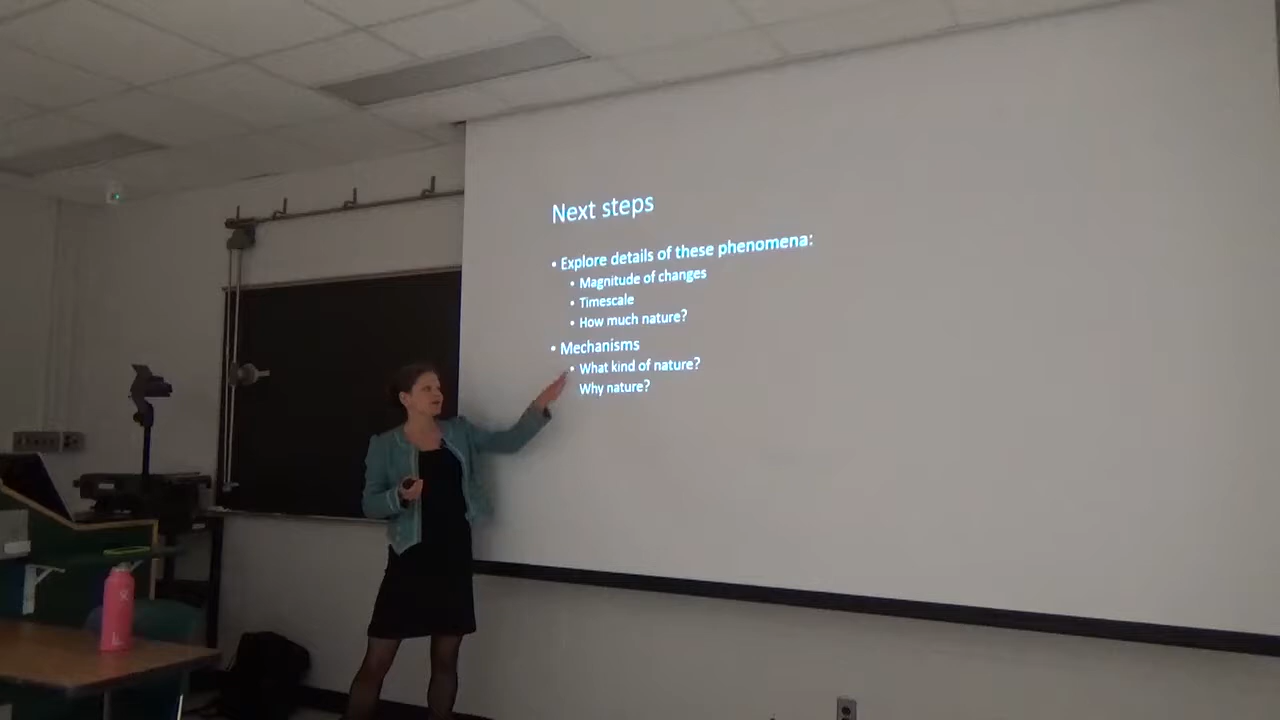 Next steps
• Explore details of these phenomena:
• Magnitude of changes
• Timescale
• How much nature?
• Mechanisms
• What kind of nature?
Why nature?